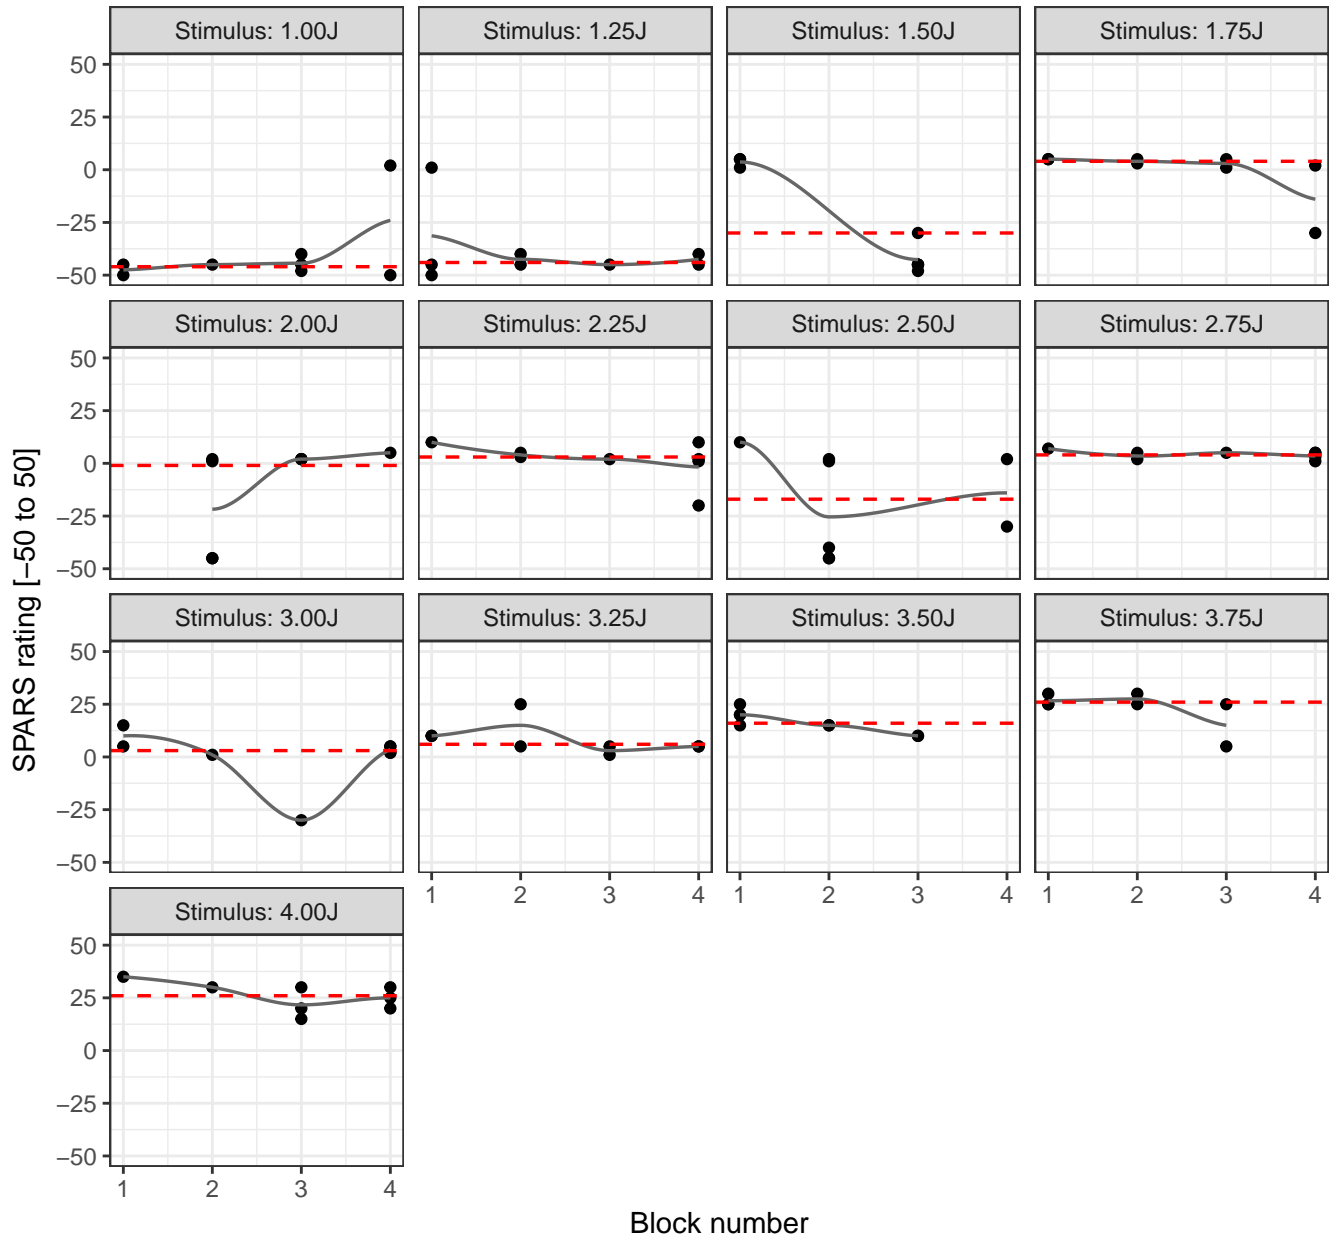 Stimulus: 1.00J
Stimulus: 1.25J
Stimulus: 1.50J
Stimulus: 1.75J
50
25
0
−25
−50
Stimulus: 2.00J
Stimulus: 2.25J
Stimulus: 2.50J
Stimulus: 2.75J
50
25
0
−25
−50
Stimulus: 3.00J
Stimulus: 3.25J
Stimulus: 3.50J
Stimulus: 3.75J
50
25
0
−25
−50
1 2 3 4
1 2 3 4
1 2 3 4
Stimulus: 4.00J
50
25
0
−25
−50
1 2 3 4
SPARS rating [−50 to 50]
Block number